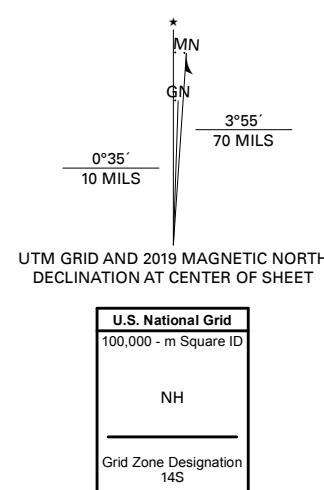 ★
MN
GN
3°55´
70 MILS
0°35´
10 MILS
UTM GRID AND 2019 MAGNETIC NORTH
DECLINATION AT CENTER OF SHEET
U.S. National Grid
100,000 - m Square ID
NH
Grid Zone Designation
14S